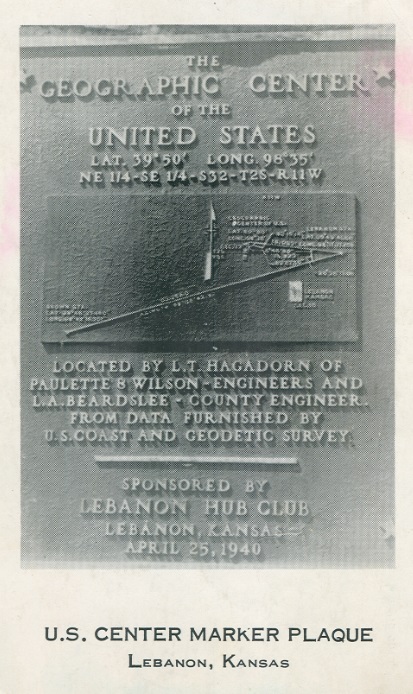 THE
GEOGRAPHIC CENTER
OF THE
UNITED STATES
LAT. 39°50' LONG. 98°35'
NE 1/4-SE 1/4-S32-T2S-R11W
LOCATED BY L.T. HAGADORN OF
PAULETTE & WILSON-ENGINEERS AND
L.A. BEARDSLEE - COUNTY ENGINEER.
FROM DATA FURNISHED BY
U.S. COAST AND GEODETIC SURVEY.
SPONSORED BY
LEBANON HUB CLUB
LEBANON, KANSAS
APRIL 25, 1940
U.S. CENTER MARKER PLAQUE
LEBANON, KANSAS